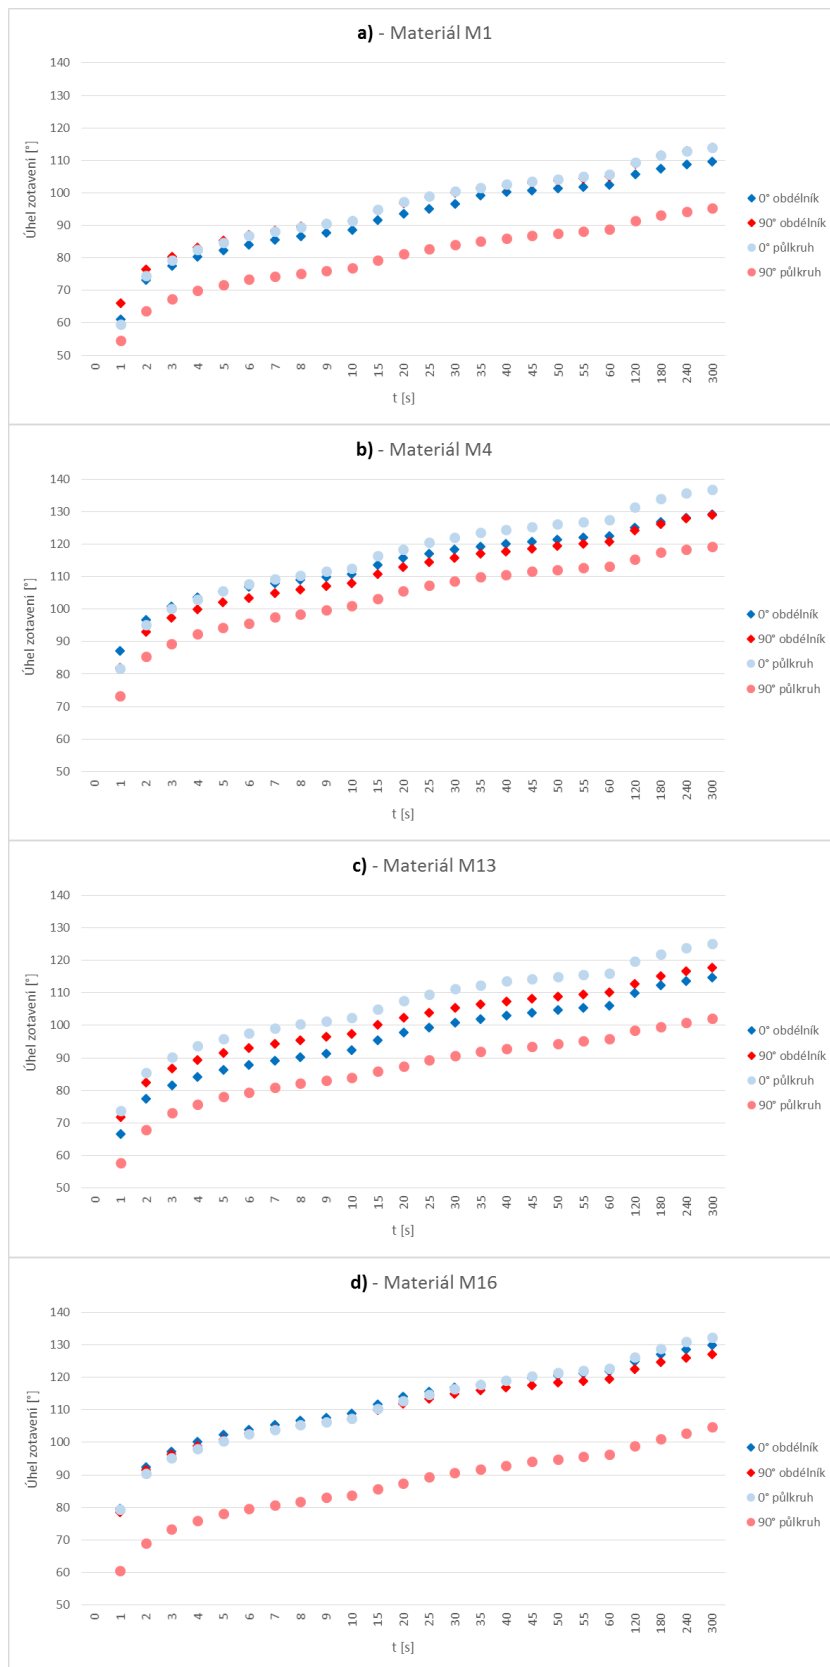 a) - Materiál M1
Úhel zotavení [°]
140
130
120
110
100
90
80
70
60
50
0 1 2 3 4 5 6 7 8 9 10 15 20 25 30 35 40 45 50 55 60 120 180 240 300
t [s]
0° obdélník
90° obdélník
0° půlkruh
90° půlkruh
b) - Materiál M4
Úhel zotavení [°]
140
130
120
110
100
90
80
70
60
50
0 1 2 3 4 5 6 7 8 9 10 15 20 25 30 35 40 45 50 55 60 120 180 240 300
t [s]
0° obdélník
90° obdélník
0° půlkruh
90° půlkruh
c) - Materiál M13
Úhel zotavení [°]
140
130
120
110
100
90
80
70
60
50
0 1 2 3 4 5 6 7 8 9 10 15 20 25 30 35 40 45 50 55 60 120 180 240 300
t [s]
0° obdélník
90° obdélník
0° půlkruh
90° půlkruh
d) - Materiál M16
Úhel zotavení [°]
140
130
120
110
100
90
80
70
60
50
0 1 2 3 4 5 6 7 8 9 10 15 20 25 30 35 40 45 50 55 60 120 180 240 300
t [s]
0° obdélník
90° obdélník
0° půlkruh
90° půlkruh